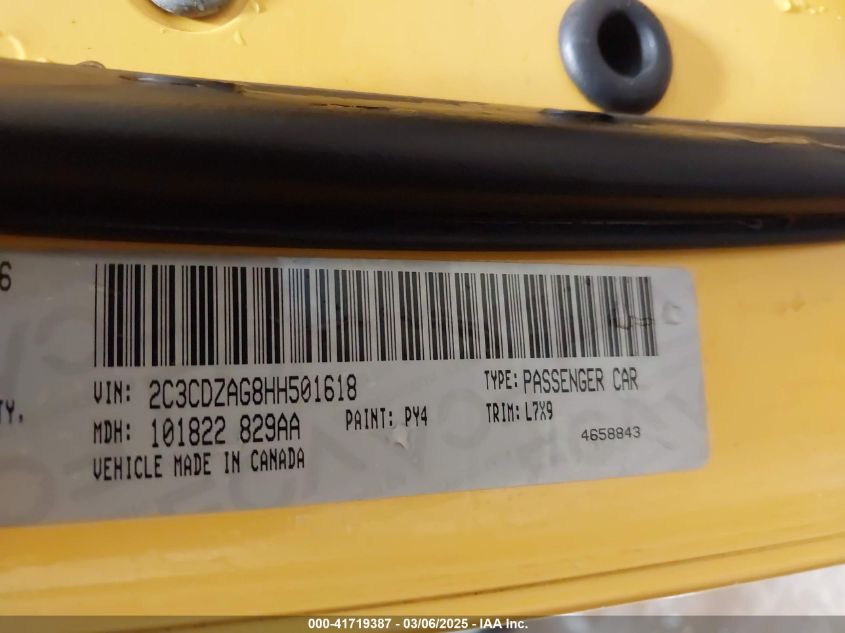 6
VIN: 2C3CDZAG8HH501618 TYPE: PASSENGER CAR
TY. MDH: 101822 829AA PAINT: PY4 TRIM: L7X9
VEHICLE MADE IN CANADA 4658843
000-41719387 - 03/06/2025 - IAA Inc.